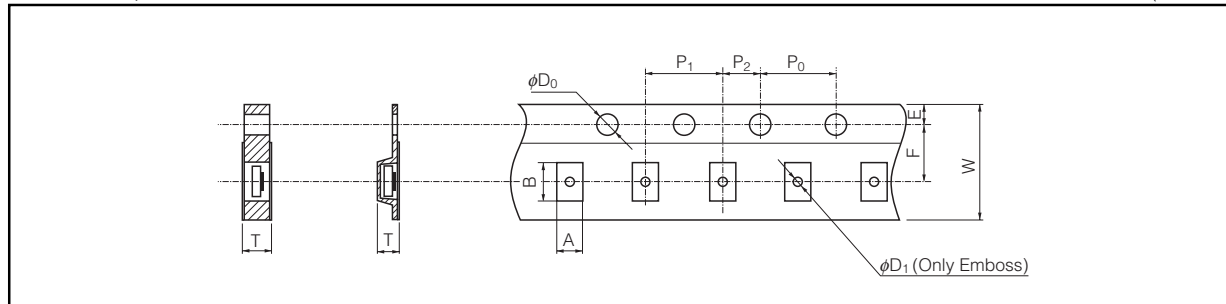 P1
P2
P0
ϕD0
E
F
W
B
A
T
T
ϕD1 (Only Emboss)